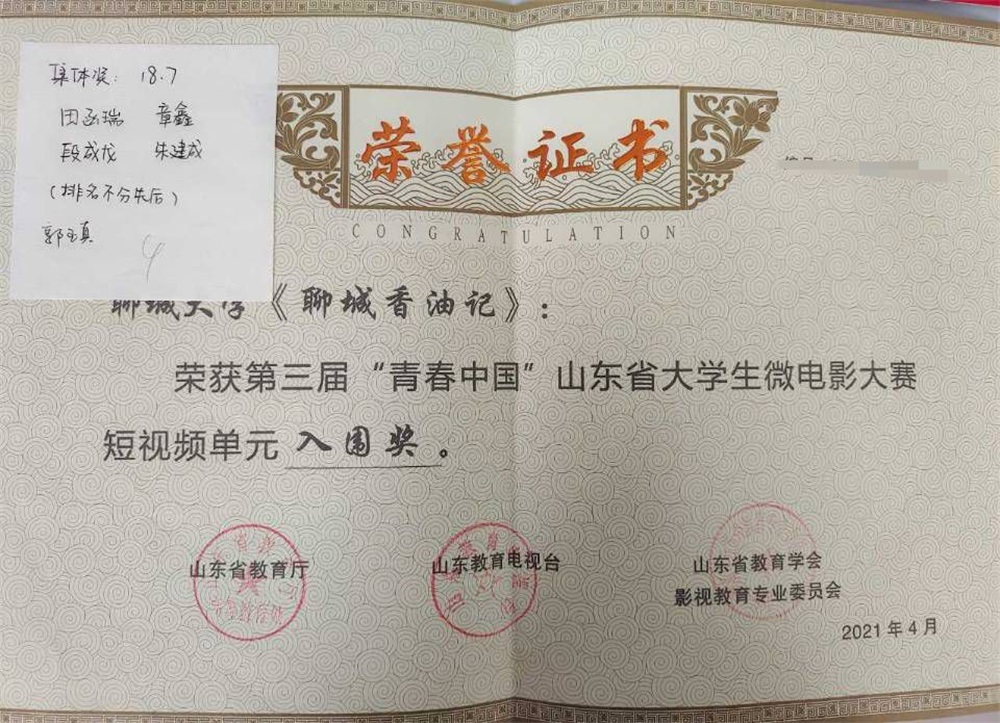 集体奖：18.7
田函瑞 章鑫
段成龙 朱建成
（排名不分先后）
郭玉真
荣誉证书
CONGRATULATION
聊城大学《聊城香油记》：
荣获第三届“青春中国”山东省大学生微电影大赛
短视频单元入围奖。
山东省教育厅
山东教育电视台
山东省教育学会
影视教育专业委员会
2021年4月